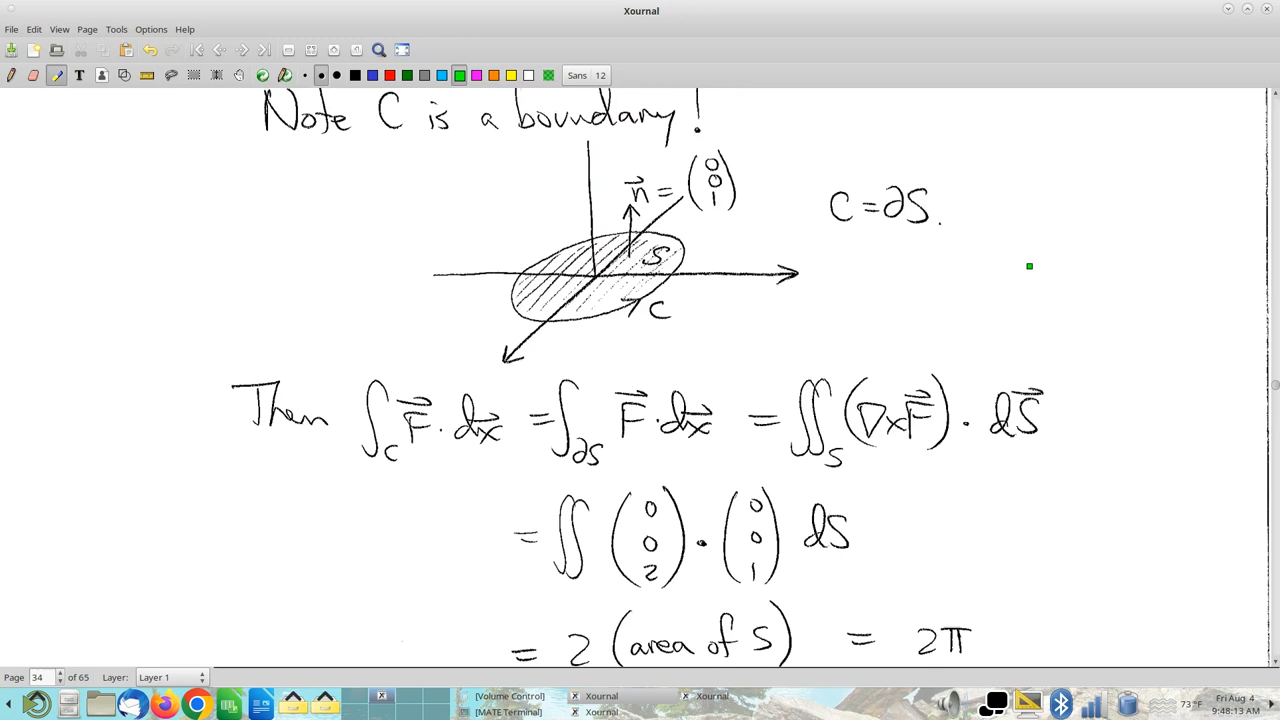 Xournal
File Edit View Page Tools Options Help
T Sans 12
Note C is a boundary!
n⃗ = (0 0 1)
C = ∂S.
S
C
Then ∫_C F⃗ · dx⃗ = ∫_∂S F⃗ · dx⃗ = ∬_S (∇×F⃗) · dS⃗
= ∬ (0 0 2) · (0 0 1) dS
= 2 (area of S) = 2π
Page 34 of 65 Layer: Layer 1
[Volume Control] Xournal Xournal
[MATE Terminal] Xournal
73°F
Fri Aug 4
9:48:13 AM